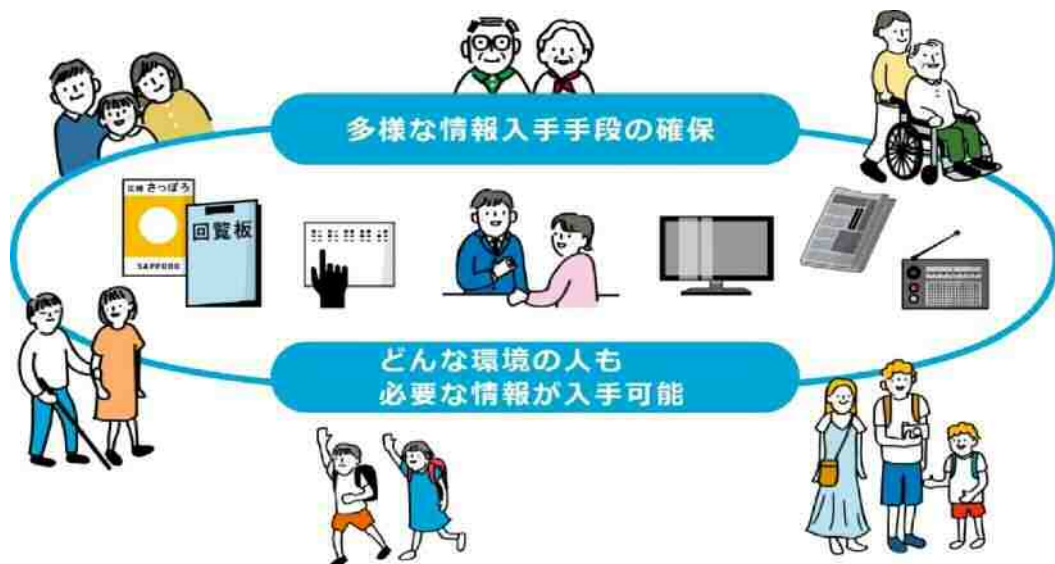 多様な情報入手手段の確保
広報 さっぽろ
SAPPORO
回覧板
どんな環境の人も
必要な情報が入手可能